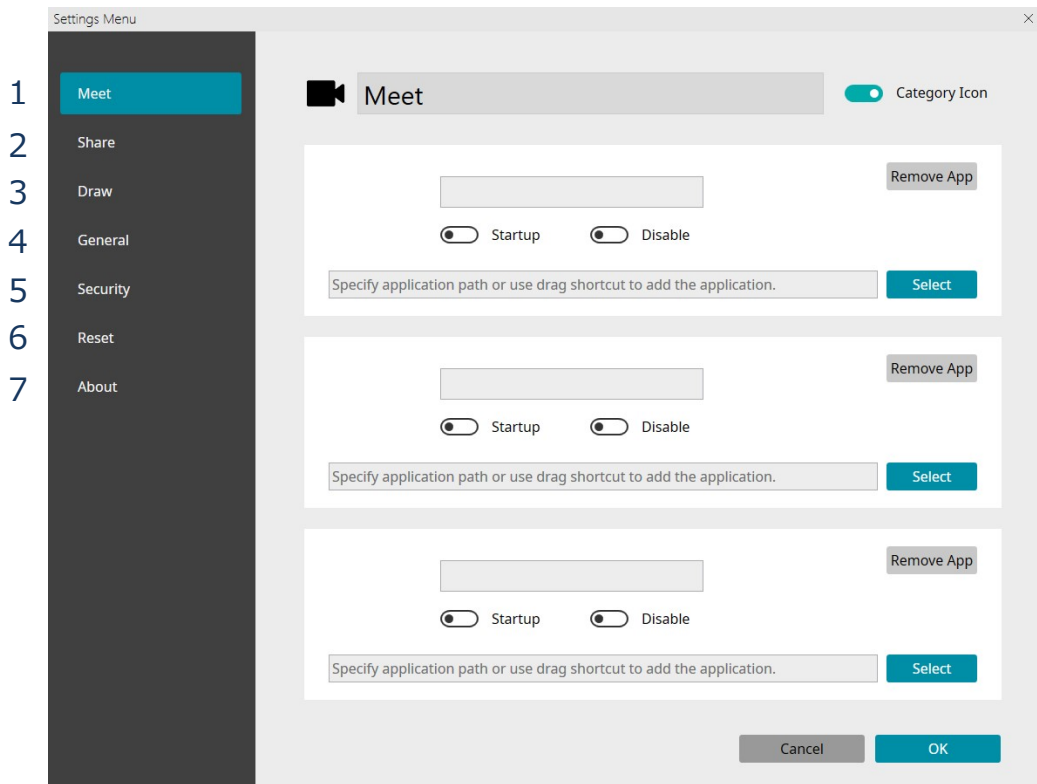 Settings Menu
1 Meet
2 Share
3 Draw
4 General
5 Security
6 Reset
7 About
Meet
Category Icon
Remove App
Startup Disable
Specify application path or use drag shortcut to add the application. Select
Remove App
Startup Disable
Specify application path or use drag shortcut to add the application. Select
Remove App
Startup Disable
Specify application path or use drag shortcut to add the application. Select
Cancel OK